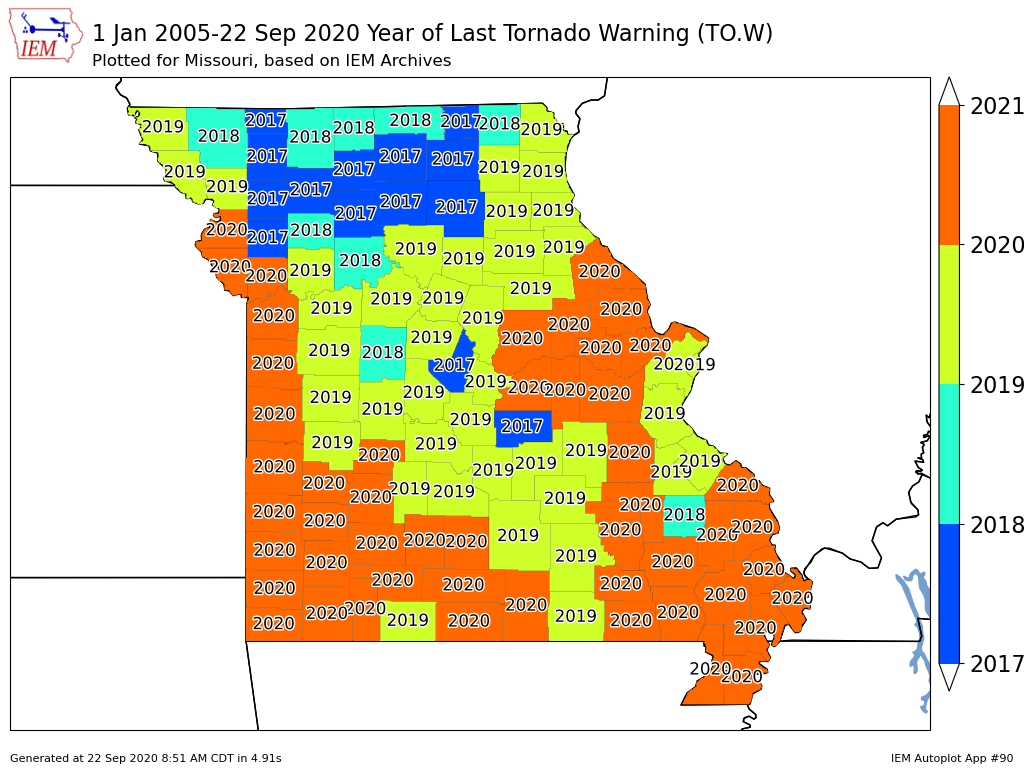 IEM
1 Jan 2005-22 Sep 2020 Year of Last Tornado Warning (TO.W)
Plotted for Missouri, based on IEM Archives
2019 2018 2017 2018 2018 2018 2017 2018 2019
2017 2017 2017 2017 2019 2019
2019 2019 2017 2017 2017 2017 2017 2019 2019
2020 2017 2018 2019 2019 2019 2019
2020 2020 2019 2018 2020
2020 2019 2019 2019 2019 2019 2020
2020 2019 2018 2019 2017 2020 2020 2020 2020 2020 2019
2020 2019 2019 2019 2019 2020 2020 2020 2019
2020 2019 2020 2019 2019 2017 2019 2020
2020 2020 2020 2019 2019 2019 2019 2019 2019 2019 2020
2020 2020 2020 2019 2020 2020 2018 2020 2020
2020 2020 2020 2020 2020 2019 2020 2020
2020 2020 2020 2020 2020 2020 2020 2020
2020 2020 2020 2019 2020 2019 2020 2020 2020
2020 2020
2021
2020
2019
2018
2017
Generated at 22 Sep 2020 8:51 AM CDT in 4.91s
IEM Autoplot App #90